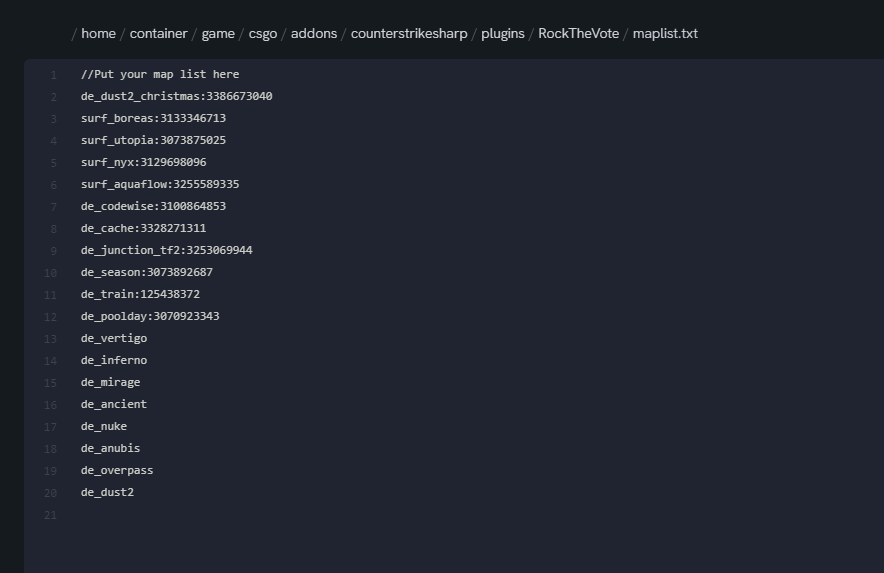 / home / container / game / csgo / addons / counterstrikesharp / plugins / RockTheVote / maplist.txt
1 //Put your map list here
2 de_dust2_christmas:3386673040
3 surf_boreas:3133346713
4 surf_utopia:3073875025
5 surf_nyx:3129698096
6 surf_aquaflow:3255589335
7 de_codewise:3100864853
8 de_cache:3328271311
9 de_junction_tf2:3253069944
10 de_season:3073892687
11 de_train:125438372
12 de_poolday:3070923343
13 de_vertigo
14 de_inferno
15 de_mirage
16 de_ancient
17 de_nuke
18 de_anubis
19 de_overpass
20 de_dust2
21